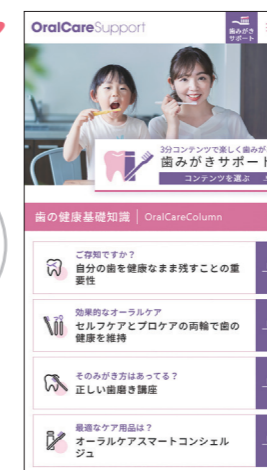 OralCareSupport
歯みがき
サポート
3分コンテンツで楽しく歯みが
歯みがきサポート
コンテンツを選ぶ
歯の健康基礎知識 | OralCareColumn
ご存知ですか？
自分の歯を健康なまま残すことの重
要性
効果的なオーラルケア
セルフケアとプロケアの両輪で歯の
健康を維持
そのみがき方はあってる？
正しい歯磨き講座
最適なケア用品は？
オーラルケアスマートコンシェル
ジュ